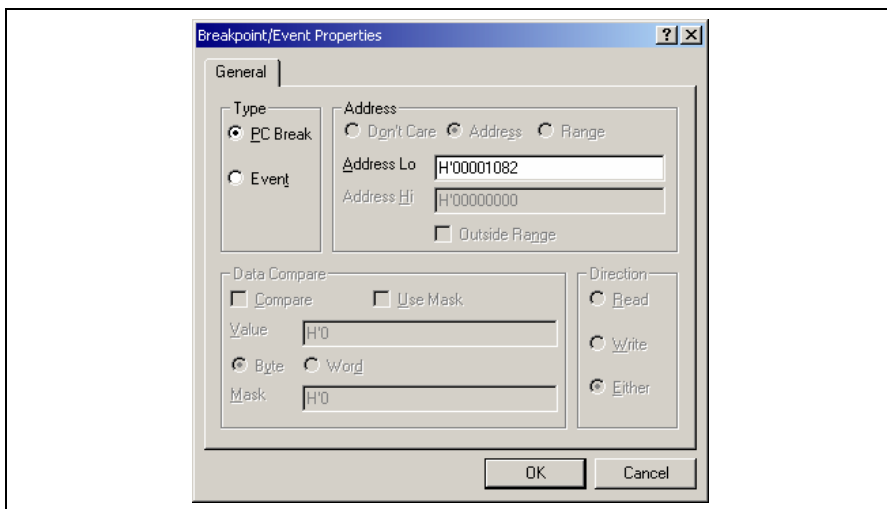 Breakpoint/Event Properties
General
Type
PC Break
Event
Address
Don't Care Address Range
Address Lo H'00001082
Address Hi H'00000000
Outside Range
Data Compare
Compare Use Mask
Value H'0
Byte Word
Mask H'0
Direction
Read
Write
Either
OK Cancel